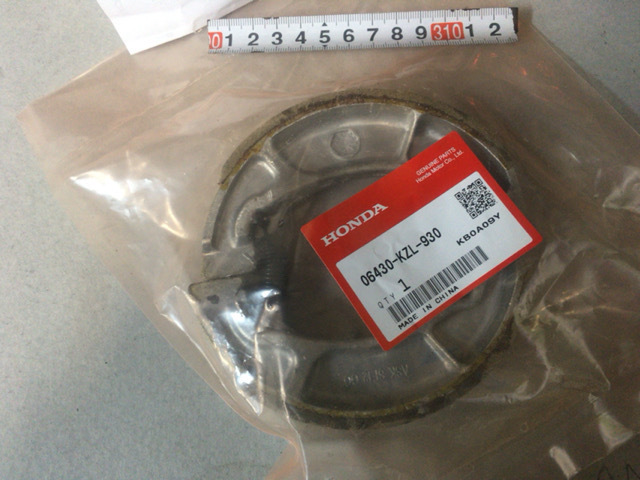 0 1 2 3 4 5 6 7 8 9 310 1 2
GENUINE PARTS
Honda Motor Co., Ltd.
HONDA
KB0A09Y
06430-KZL-930
QTY 1
MADE IN CHINA